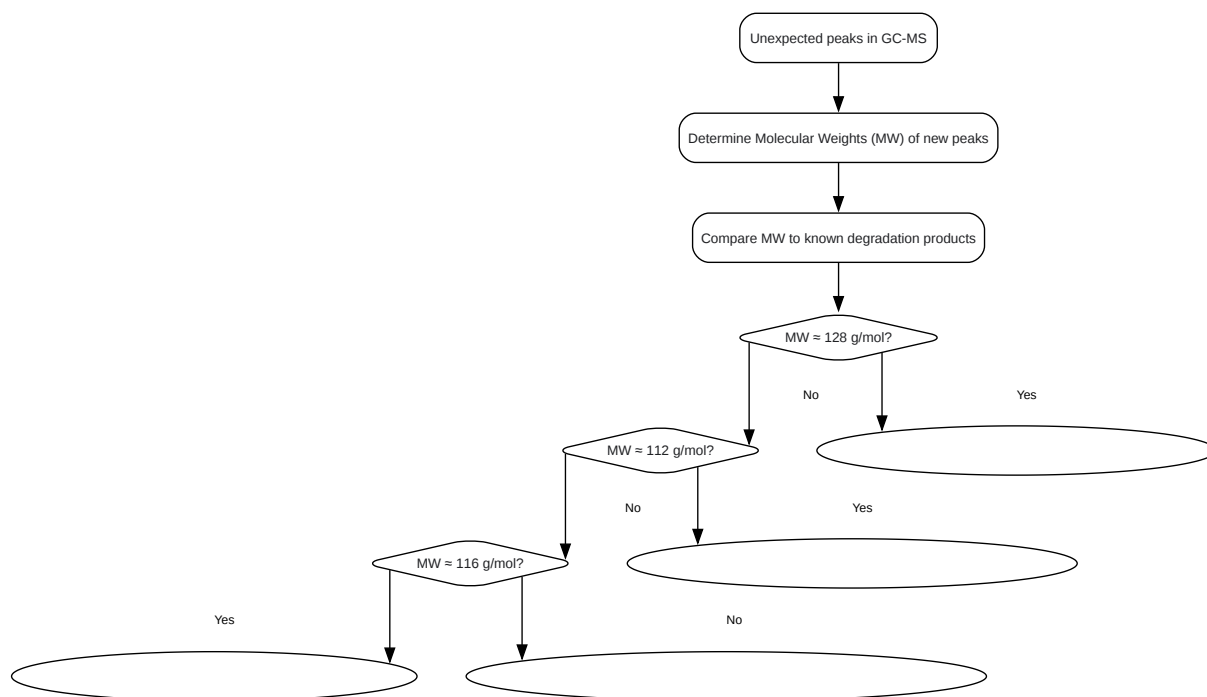 Unexpected peaks in GC-MS
Determine Molecular Weights (MW) of new peaks
Compare MW to known degradation products
MW ≈ 128 g/mol?
No
Yes
MW ≈ 112 g/mol?
No
Yes
MW ≈ 116 g/mol?
Yes
No